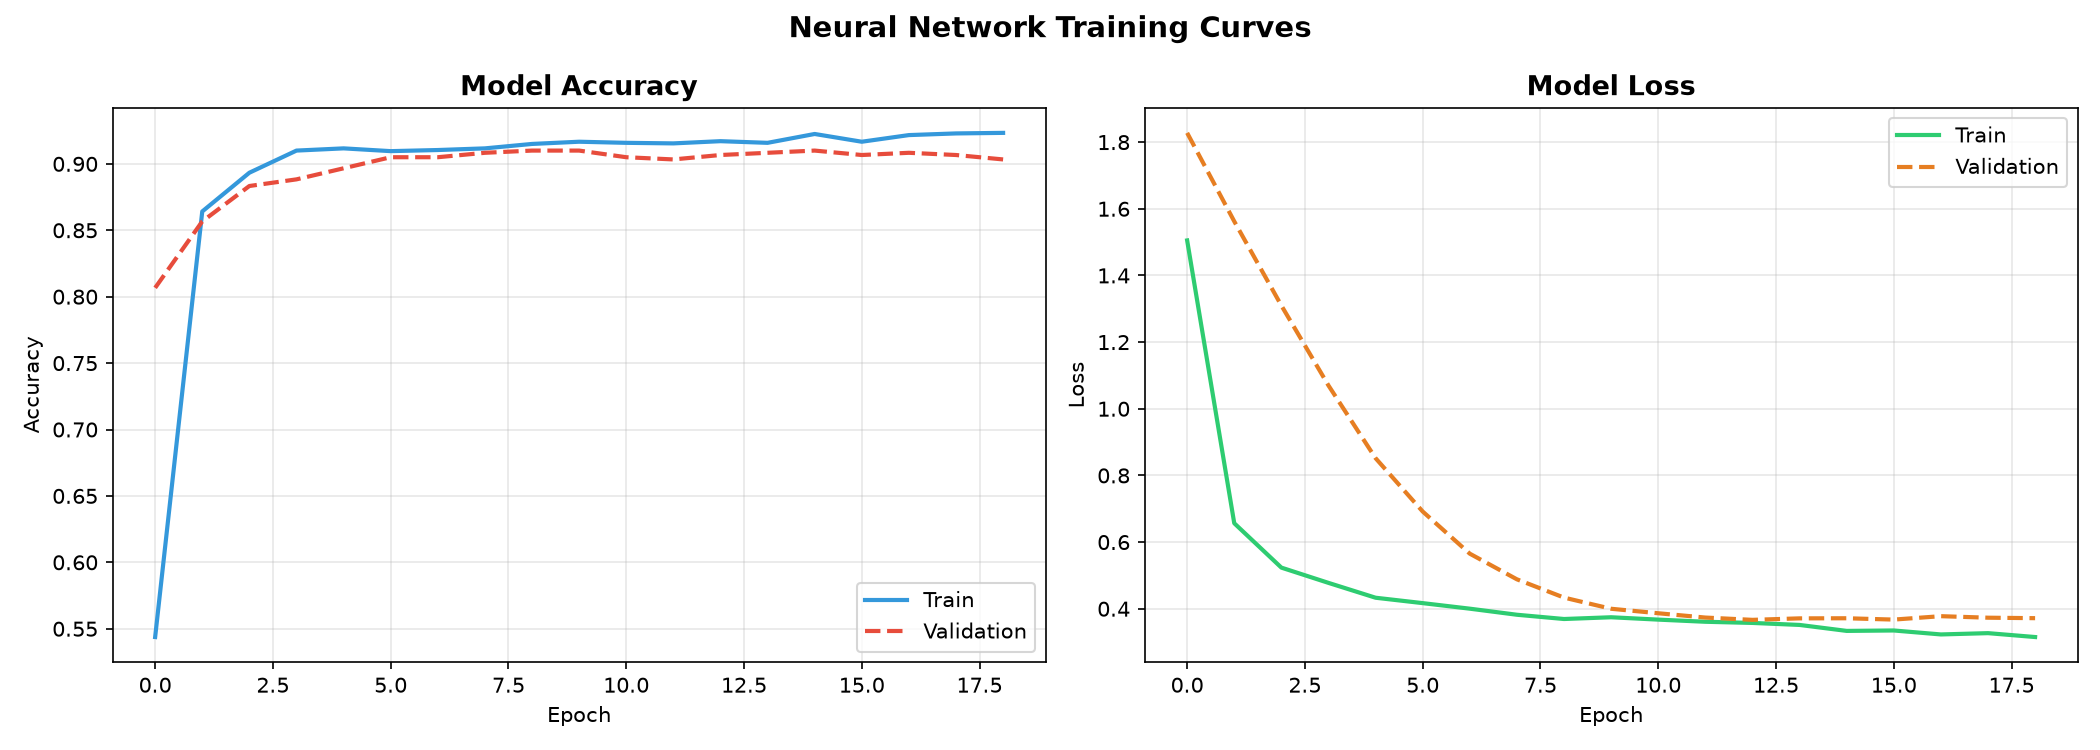 Neural Network Training Curves
Model Accuracy
Accuracy
0.90
0.85
0.80
0.75
0.70
0.65
0.60
0.55
Train
Validation
0.0 2.5 5.0 7.5 10.0 12.5 15.0 17.5
Epoch
Model Loss
Loss
1.8
1.6
1.4
1.2
1.0
0.8
0.6
0.4
Train
Validation
0.0 2.5 5.0 7.5 10.0 12.5 15.0 17.5
Epoch